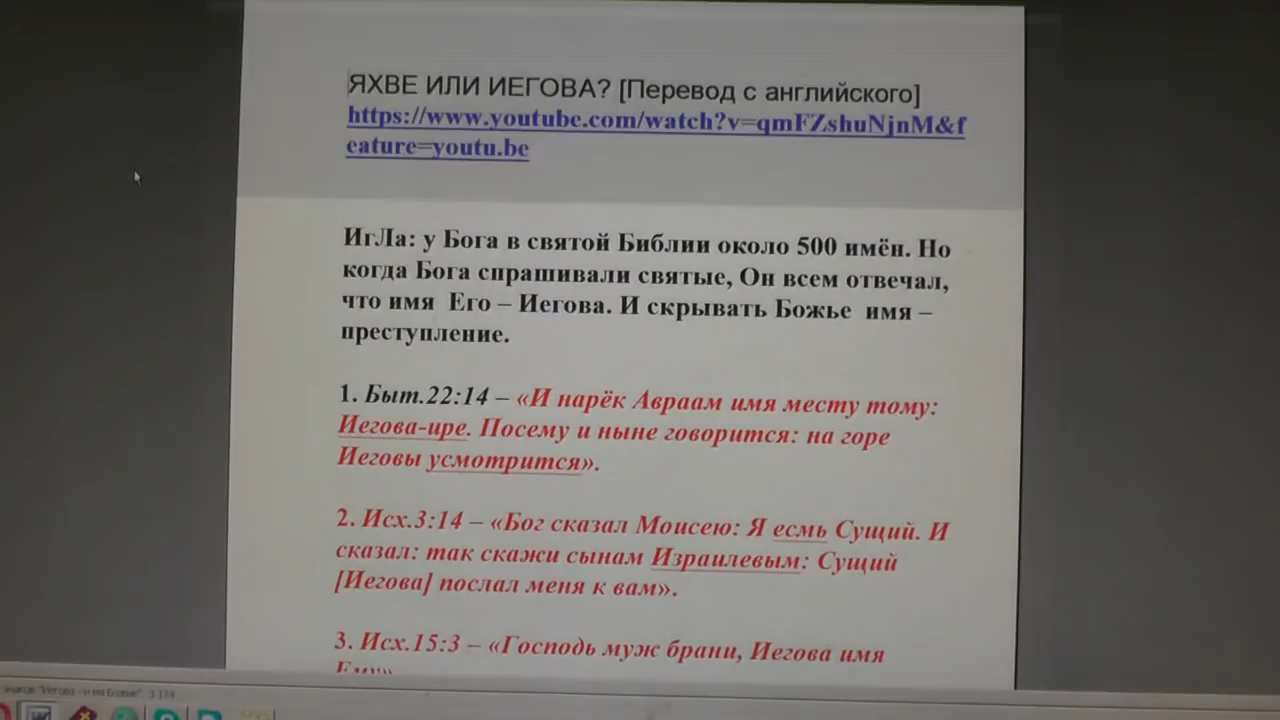 ЯХВЕ ИЛИ ИЕГОВА? [Перевод с английского]
https://www.youtube.com/watch?v=qmFZshuNjnM&f
eature=youtu.be
ИгЛа: у Бога в святой Библии около 500 имён. Но
когда Бога спрашивали святые, Он всем отвечал,
что имя Его – Иегова. И скрывать Божье имя –
преступление.
1. Быт.22:14 – «И нарёк Авраам имя месту тому:
Иегова-ире. Посему и ныне говорится: на горе
Иеговы усмотрится».
2. Исх.3:14 – «Бог сказал Моисею: Я есмь Сущий. И
сказал: так скажи сынам Израилевым: Сущий
[Иегова] послал меня к вам».
3. Исх.15:3 – «Господь муж брани, Иегова имя
Ему»